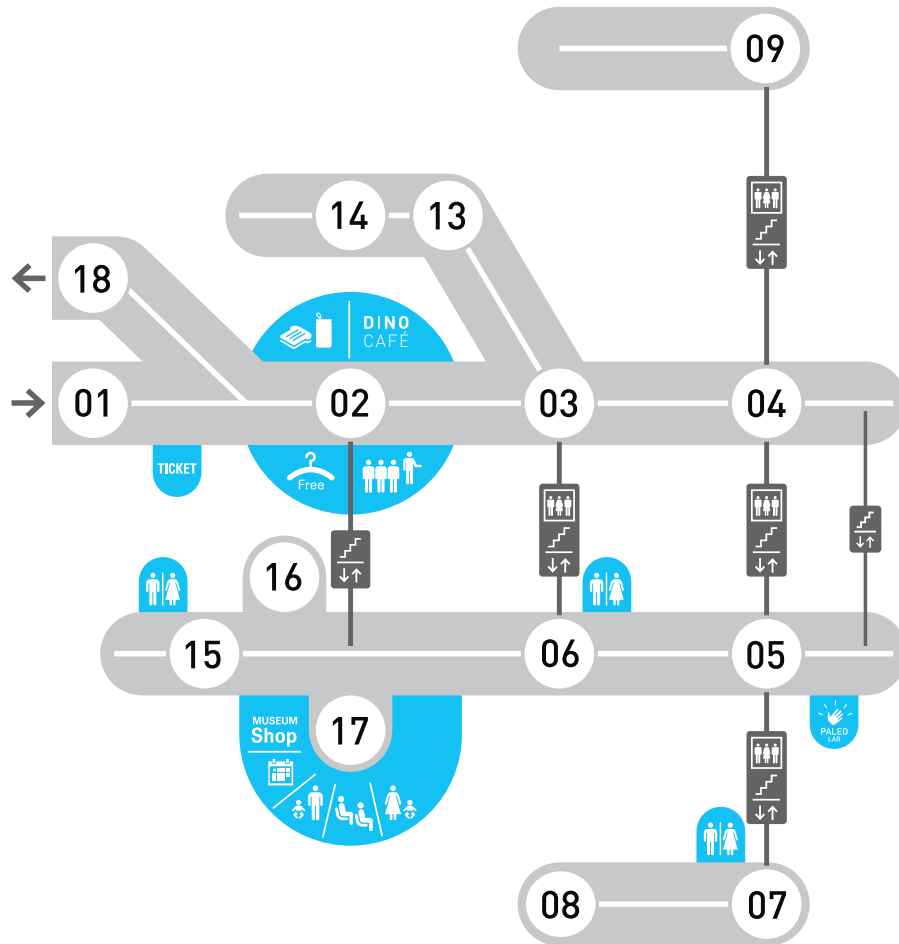 09
14
13
18
DINO
CAFÉ
01
02
03
04
TICKET
Free
16
15
06
05
MUSEUM
Shop
17
PALEO
LAB
08
07